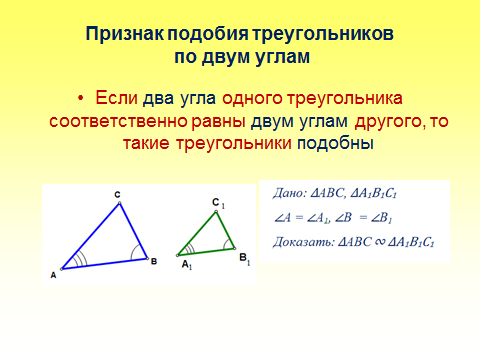 Признак подобия треугольников
по двум углам
• Если два угла одного треугольника
соответственно равны двум углам другого, то
такие треугольники подобны
C
A
B
C1
A1
B1
Дано: ΔABC, ΔA1B1C1
∠A = ∠A1, ∠B = ∠B1
Доказать: ΔABC ∾ ΔA1B1C1